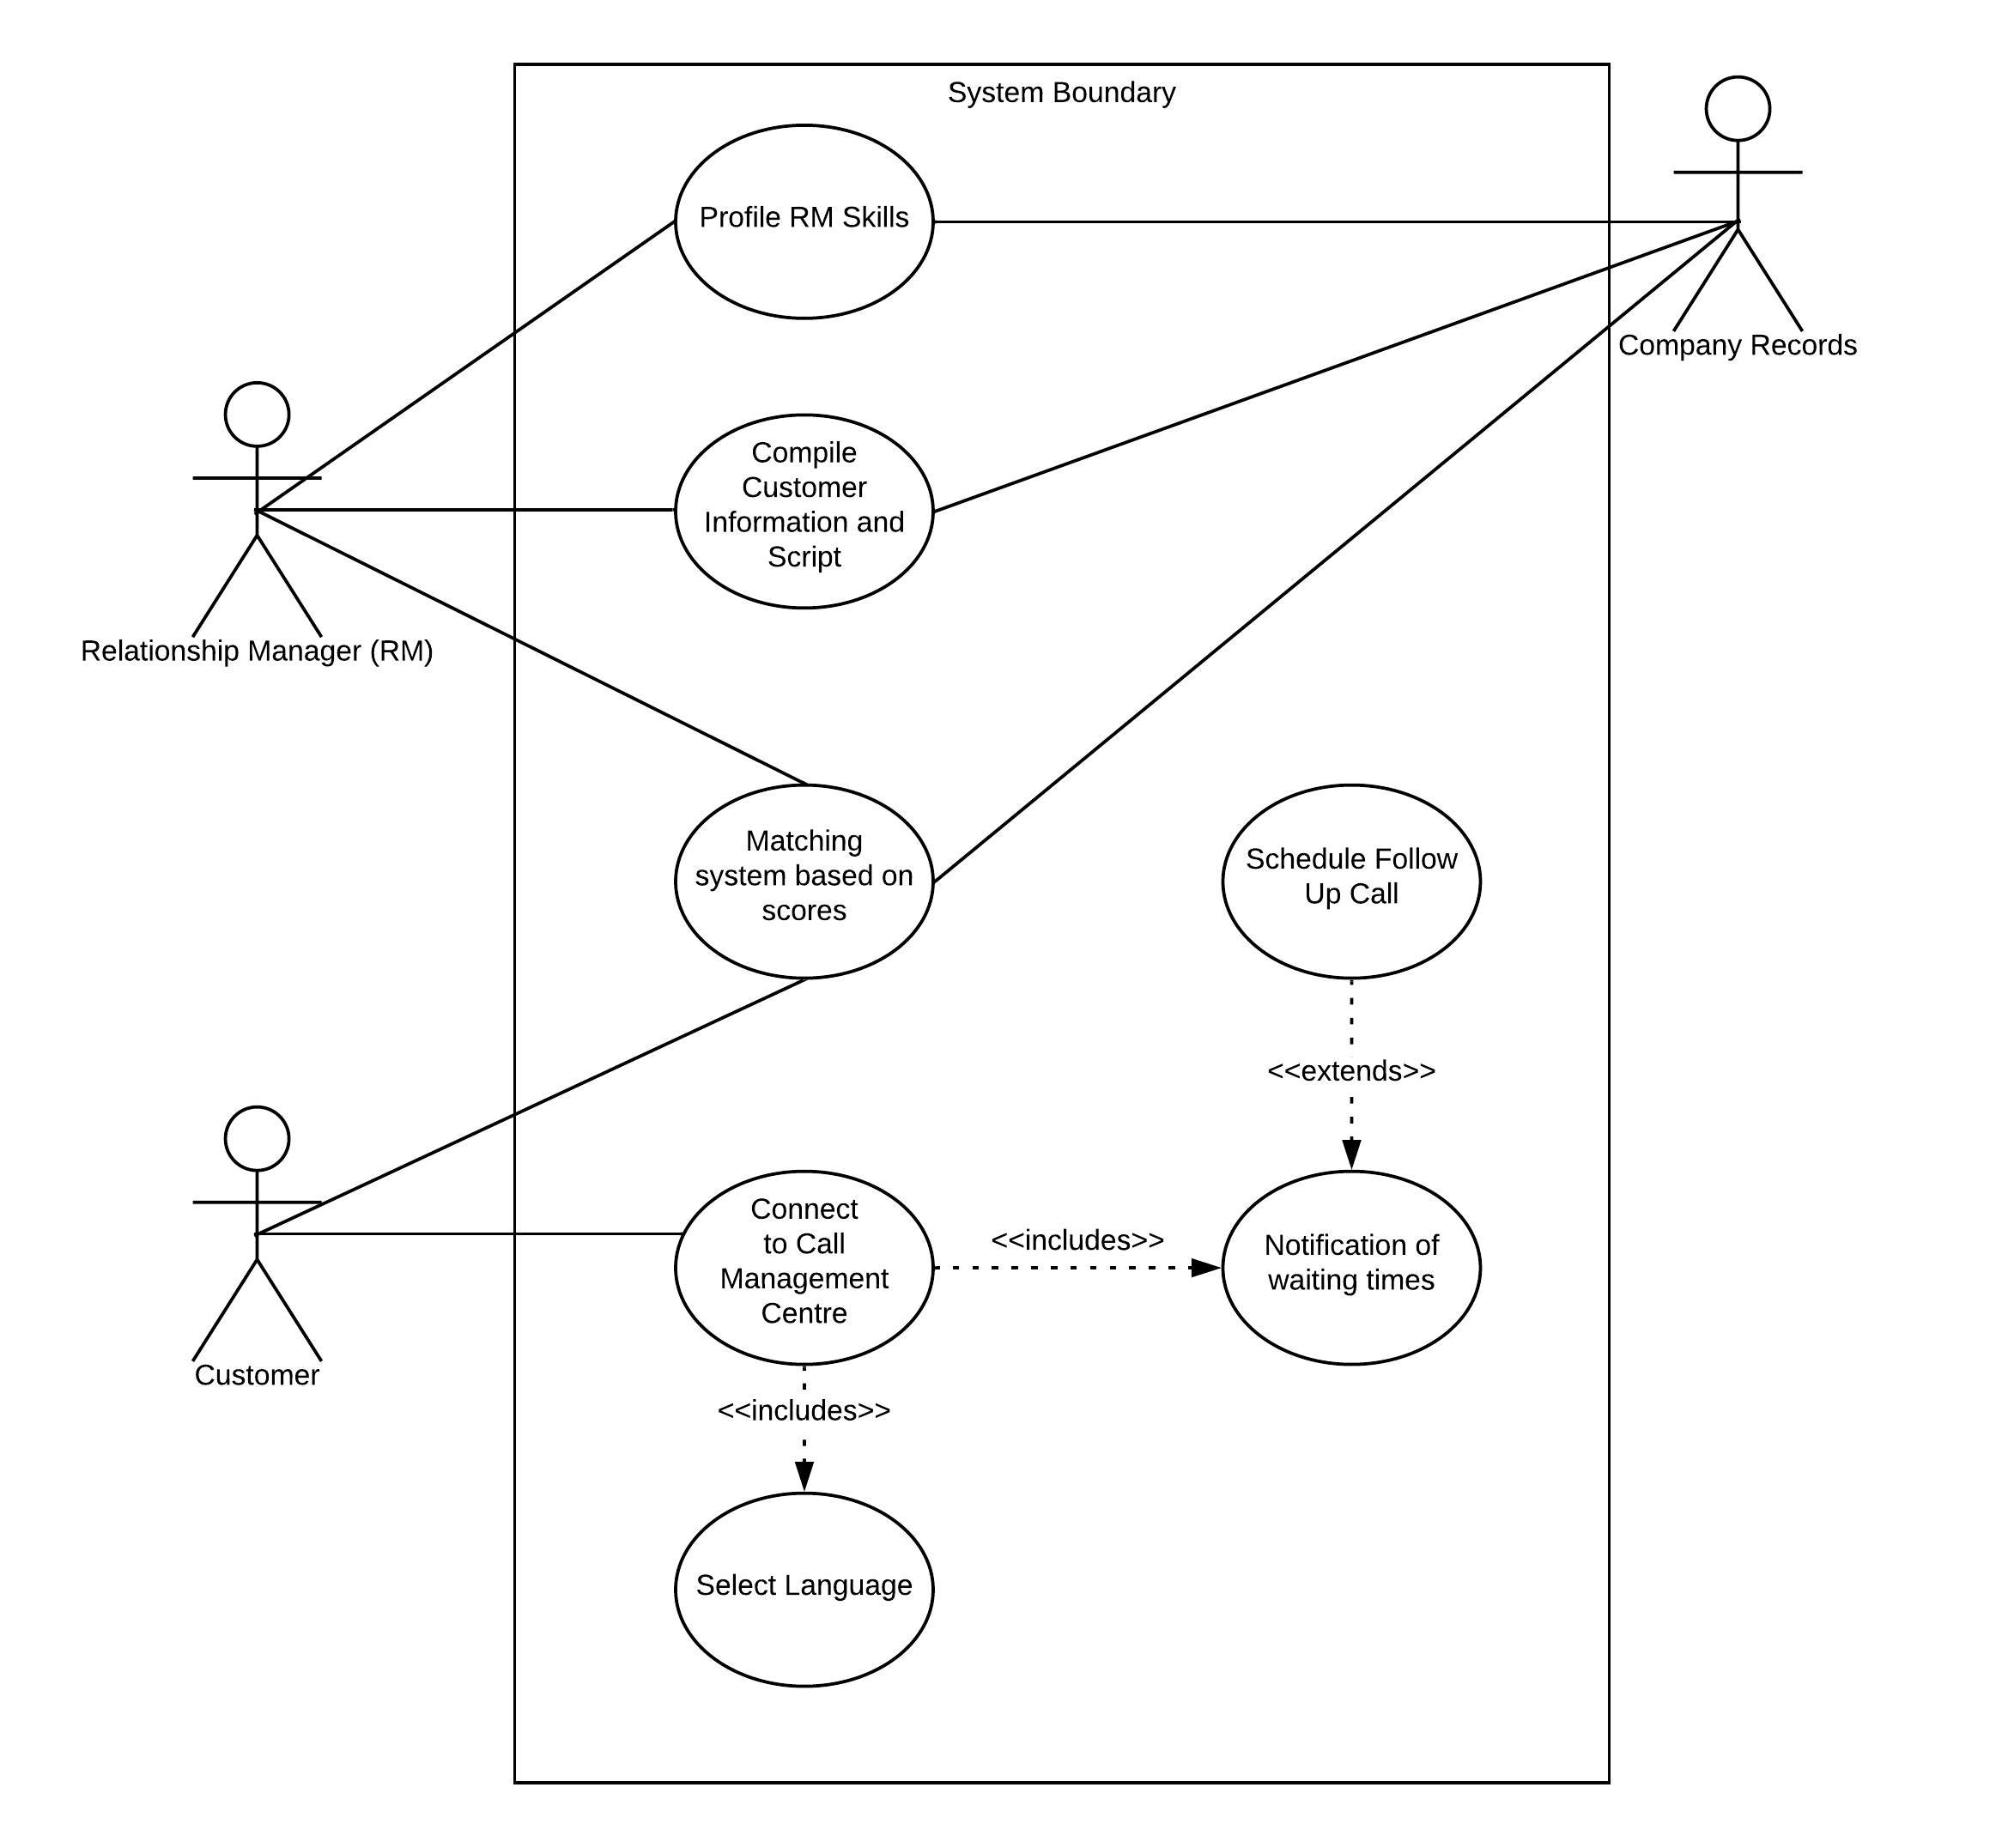 System Boundary
Profile RM Skills
Company Records
Compile
Customer
Information and
Script
Relationship Manager (RM)
Matching
system based on
scores
Schedule Follow
Up Call
<<extends>>
Connect
to Call
Management
Centre
<<includes>>
Notification of
waiting times
Customer
<<includes>>
Select Language